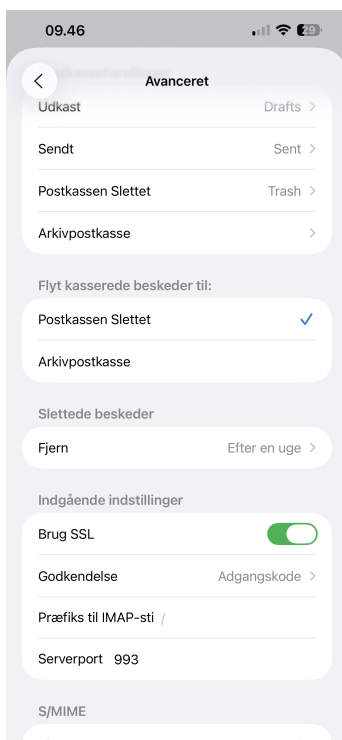 09.46
29
Avanceret
Udkast Drafts
Sendt Sent
Postkassen Slettet Trash
Arkivpostkasse
Flyt kasserede beskeder til:
Postkassen Slettet
Arkivpostkasse
Slettede beskeder
Fjern Efter en uge
Indgående indstillinger
Brug SSL
Godkendelse Adgangskode
Præfiks til IMAP-sti /
Serverport 993
S/MIME